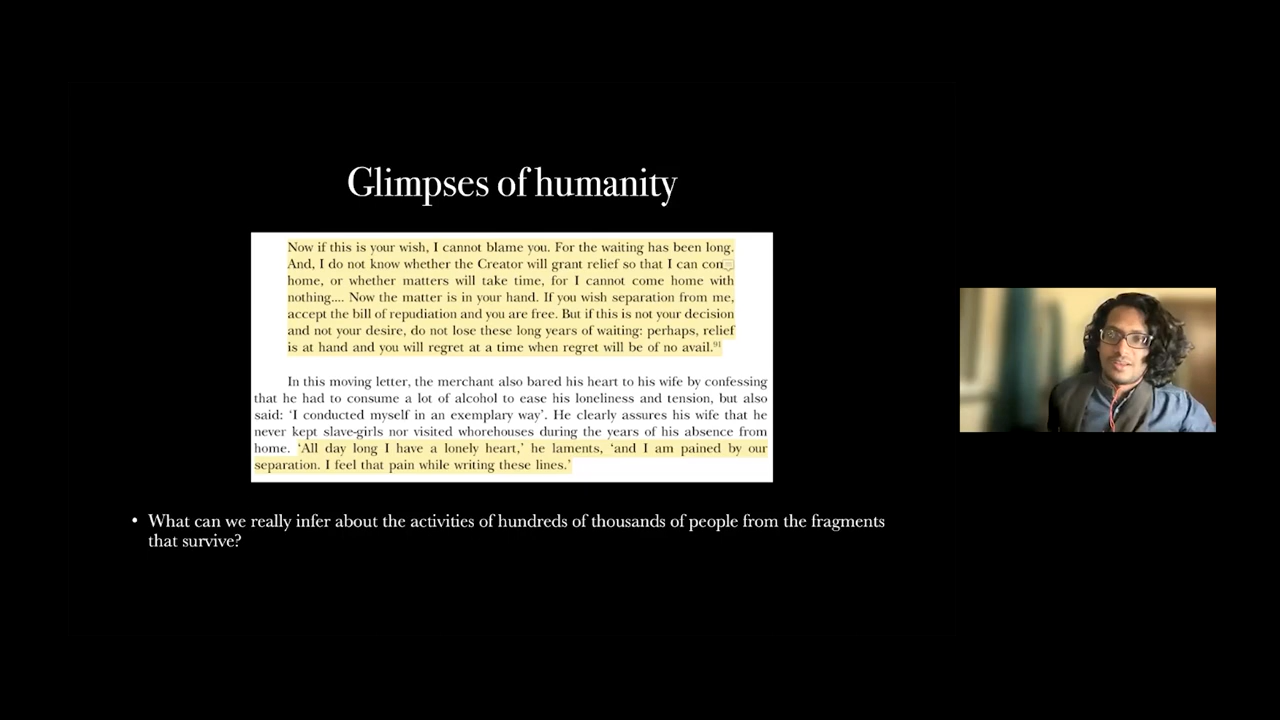 Glimpses of humanity
Now if this is your wish, I cannot blame you. For the waiting has been long.
And, I do not know whether the Creator will grant relief so that I can
home, or whether matters will take time, for I cannot come home with
nothing.... Now the matter is in your hand. If you wish separation from me,
accept the bill of repudiation and you are free. But if this is not your decision
and not your desire, do not lose these long years of waiting: perhaps, relief
is at hand and you will regret at a time when regret will be of no avail.⁹¹
In this moving letter, the merchant also bared his heart to his wife by confessing
that he had to consume a lot of alcohol to ease his loneliness and tension, but also
said: ‘I conducted myself in an exemplary way’. He clearly assures his wife that he
never kept slave-girls nor visited whorehouses during the years of his absence from
home. ‘All day long I have a lonely heart,’ he laments, ‘and I am pained by our
separation. I feel that pain while writing these lines.’
• What can we really infer about the activities of hundreds of thousands of people from the fragments
that survive?